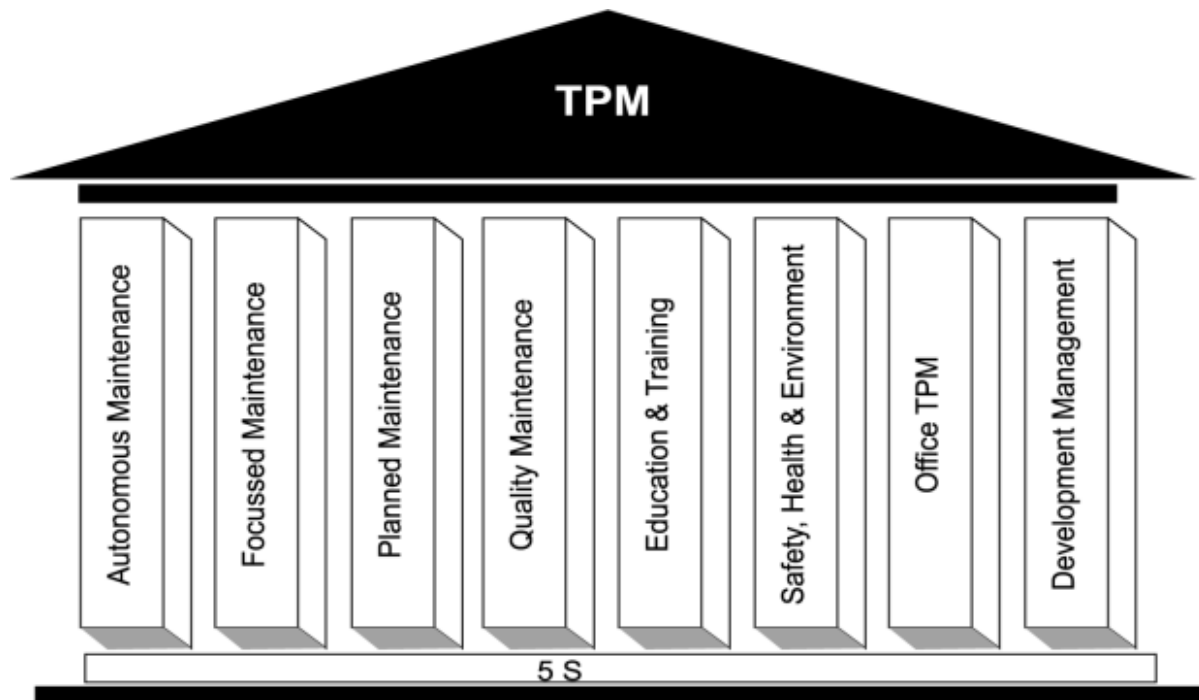 TPM
Autonomous Maintenance
Focussed Maintenance
Planned Maintenance
Quality Maintenance
Education & Training
Safety, Health & Environment
Office TPM
Development Management
5 S